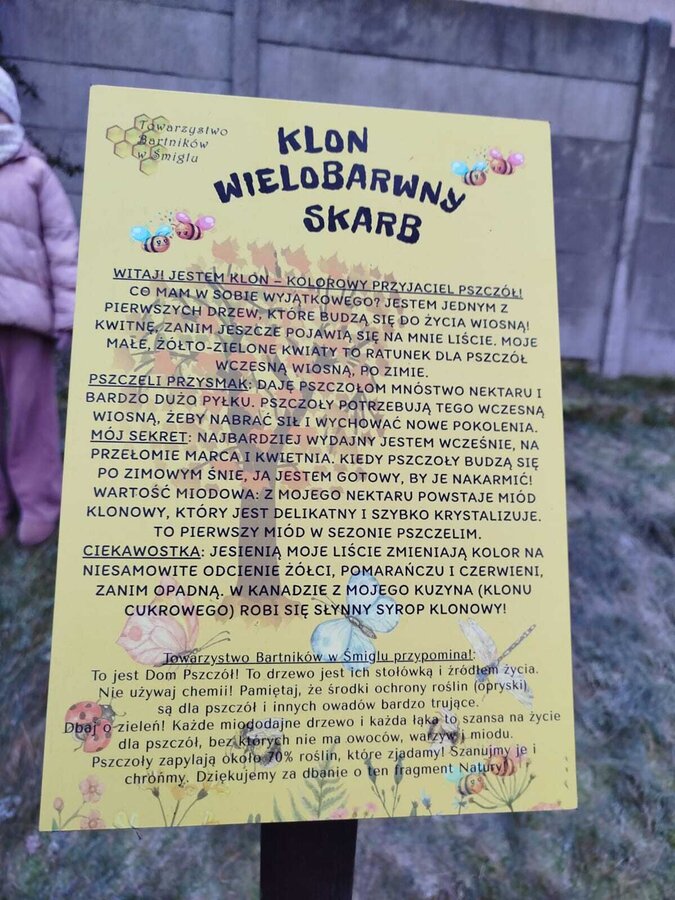 Towarzystwo
Bartników
w Śmiglu
KLON
WIELOBARWNY
SKARB
WITAJ! JESTEM KLON – KOLOROWY PRZYJACIEL PSZCZÓŁ!
CO MAM W SOBIE WYJĄTKOWEGO? JESTEM JEDNYM Z
PIERWSZYCH DRZEW, KTÓRE BUDZĄ SIĘ DO ŻYCIA WIOSNĄ!
KWITNĘ, ZANIM JESZCZE POJAWIĄ SIĘ NA MNIE LIŚCIE. MOJE
MAŁE, ŻÓŁTO-ZIELONE KWIATY TO RATUNEK DLA PSZCZÓŁ
WCZESNĄ WIOSNĄ, PO ZIMIE.
PSZCZELI PRZYSMAK: DAJĘ PSZCZOŁOM MNÓSTWO NEKTARU I
BARDZO DUŻO PYŁKU. PSZCZOŁY POTRZEBUJĄ TEGO WCZESNĄ
WIOSNĄ, ŻEBY NABRAĆ SIŁ I WYCHOWAĆ NOWE POKOLENIA.
MÓJ SEKRET: NAJBARDZIEJ WYDAJNY JESTEM WCZEŚNIE, NA
PRZEŁOMIE MARCA I KWIETNIA. KIEDY PSZCZOŁY BUDZĄ SIĘ
PO ZIMOWYM ŚNIE, JA JESTEM GOTOWY, BY JE NAKARMIĆ!
WARTOŚĆ MIODOWA: Z MOJEGO NEKTARU POWSTAJE MIÓD
KLONOWY, KTÓRY JEST DELIKATNY I SZYBKO KRYSTALIZUJE.
TO PIERWSZY MIÓD W SEZONIE PSZCZELIM.
CIEKAWOSTKA: JESIENIĄ MOJE LIŚCIE ZMIENIAJĄ KOLOR NA
NIESAMOWITE ODCIENIE ŻÓŁCI, POMARAŃCZU I CZERWIENI,
ZANIM OPADNĄ. W KANADZIE Z MOJEGO KUZYNA (KLONU
CUKROWEGO) ROBI SIĘ SŁYNNY SYROP KLONOWY!
Towarzystwo Bartników w Śmiglu przypomina!:
To jest Dom Pszczół! To drzewo jest ich stołówką i źródłem życia.
Nie używaj chemii! Pamiętaj, że środki ochrony roślin (opryski)
są dla pszczół i innych owadów bardzo trujące.
Dbaj o zieleń! Każde miododajne drzewo i każda łąka to szansa na życie
dla pszczół, bez których nie ma owoców, warzyw i miodu.
Pszczoły zapylają około 70% roślin, które zjadamy! Szanujmy je i
chrońmy. Dziękujemy za dbanie o ten fragment Natury!